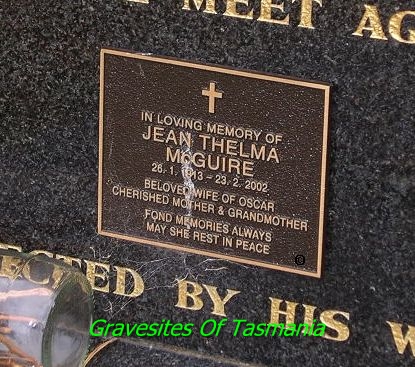 MEET AG
IN LOVING MEMORY OF
JEAN THELMA
McGUIRE
26. 1. 1913 – 23. 2. 2002
BELOVED WIFE OF OSCAR
CHERISHED MOTHER & GRANDMOTHER
FOND MEMORIES ALWAYS
MAY SHE REST IN PEACE
ECTED BY HIS W
Gravesites Of Tasmania